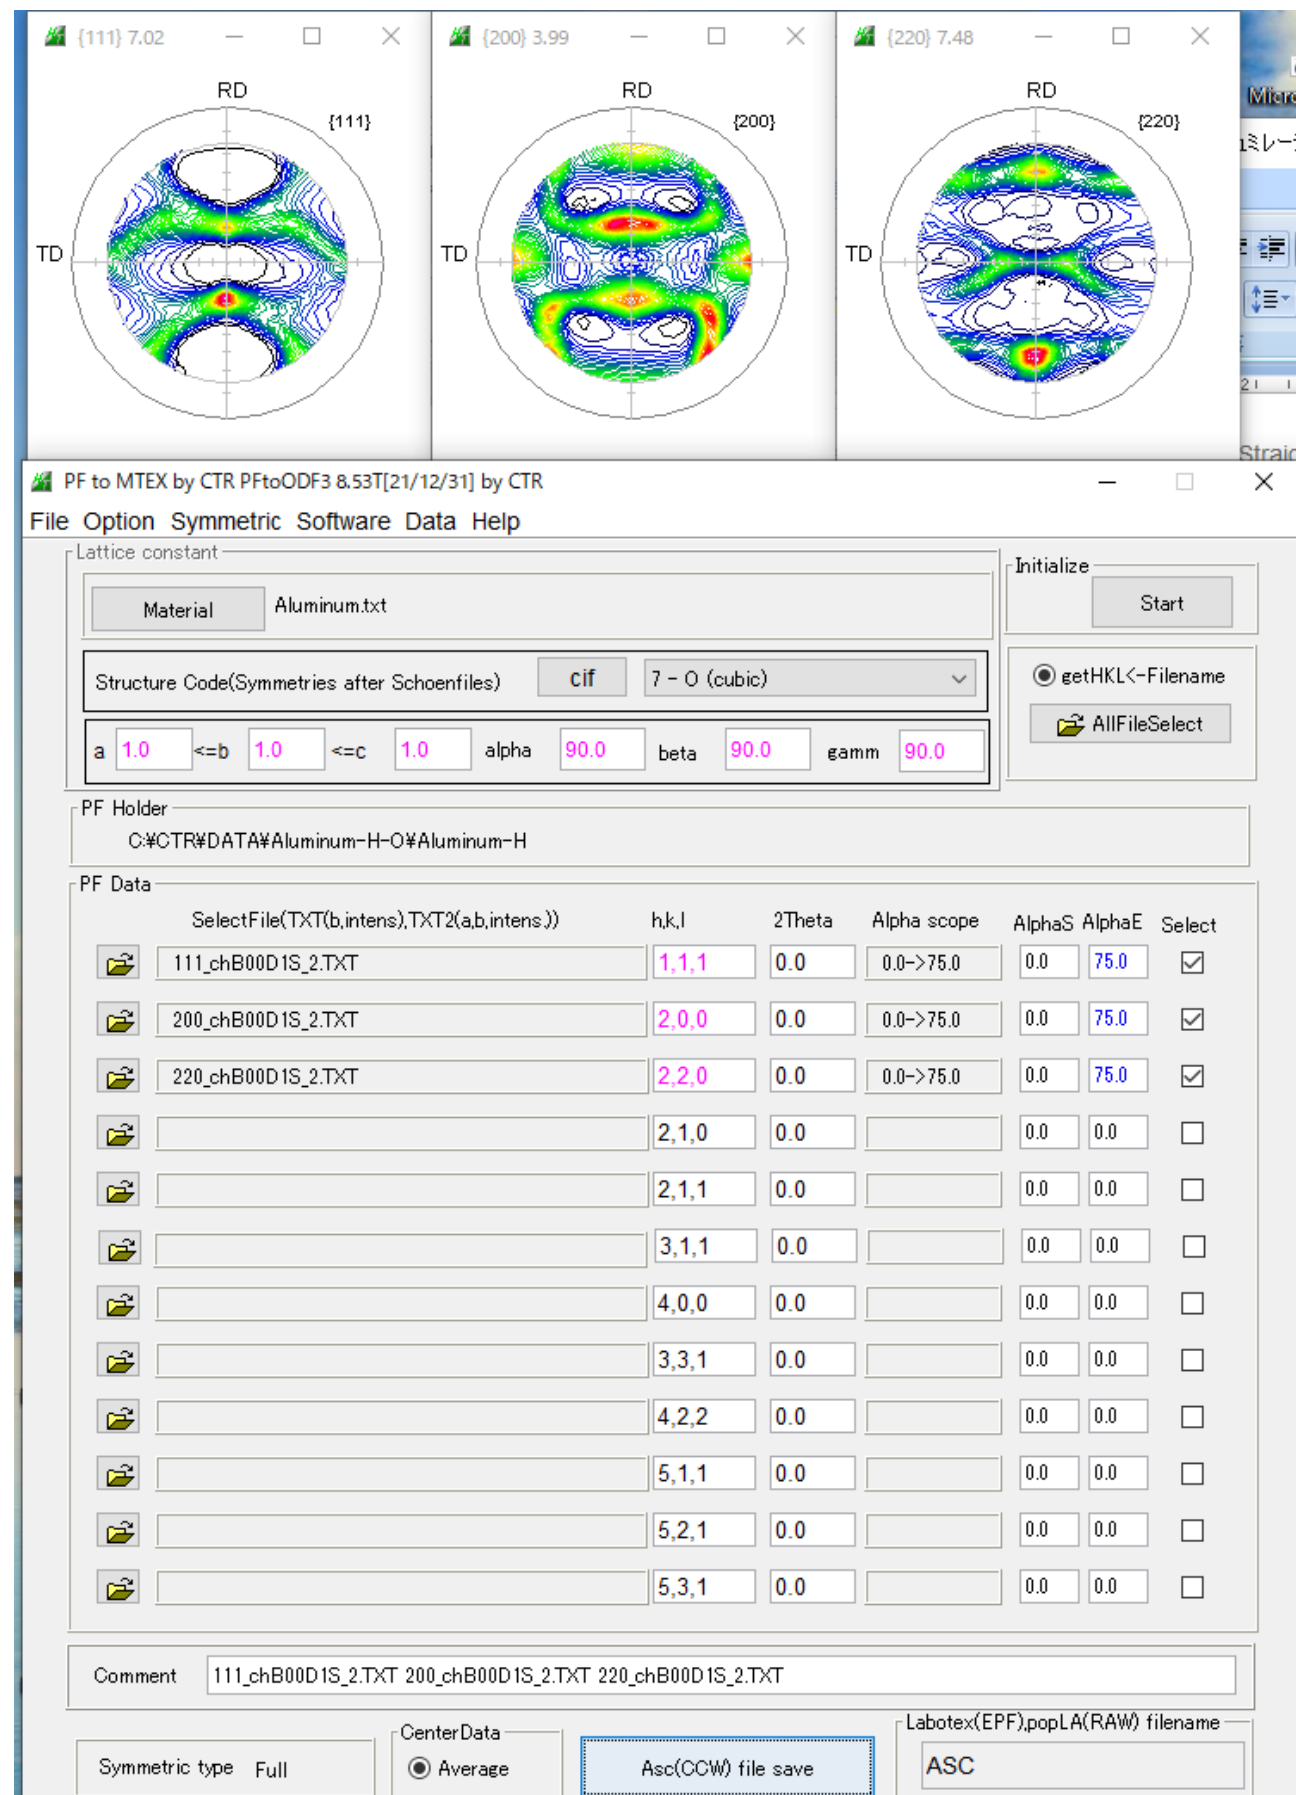 {111} 7.02
{200} 3.99
{220} 7.48
RD
{111}
TD
RD
{200}
TD
RD
{220}
TD
PF to MTEX by CTR PFtoODF3 8.53T[21/12/31] by CTR
File Option Symmetric Software Data Help
Lattice constant
Material Aluminum.txt
Initialize
Start
Structure Code(Symmetries after Schoenfiles) cif 7 - O (cubic)
getHKL<-Filename
AllFileSelect
a 1.0 <=b 1.0 <=c 1.0 alpha 90.0 beta 90.0 gamm 90.0
PF Holder
C:¥CTR¥DATA¥Aluminum-H-O¥Aluminum-H
PF Data
SelectFile(TXT(b,intens),TXT2(a,b,intens.)) h,k,l 2Theta Alpha scope AlphaS AlphaE Select
111_chB00D1S_2.TXT 1,1,1 0.0 0.0->75.0 0.0 75.0
200_chB00D1S_2.TXT 2,0,0 0.0 0.0->75.0 0.0 75.0
220_chB00D1S_2.TXT 2,2,0 0.0 0.0->75.0 0.0 75.0
2,1,0 0.0 0.0 0.0
2,1,1 0.0 0.0 0.0
3,1,1 0.0 0.0 0.0
4,0,0 0.0 0.0 0.0
3,3,1 0.0 0.0 0.0
4,2,2 0.0 0.0 0.0
5,1,1 0.0 0.0 0.0
5,2,1 0.0 0.0 0.0
5,3,1 0.0 0.0 0.0
Comment 111_chB00D1S_2.TXT 200_chB00D1S_2.TXT 220_chB00D1S_2.TXT
Symmetric type Full
CenterData
Average
Asc(CCW) file save
Labotex(EPF),popLA(RAW) filename
ASC